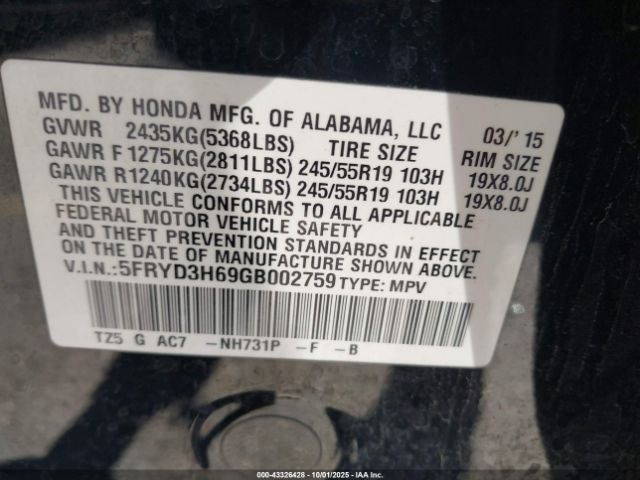 MFD. BY HONDA MFG. OF ALABAMA, LLC 03/'15
GVWR 2435KG(5368LBS) TIRE SIZE RIM SIZE
GAWR F1275KG(2811LBS) 245/55R19 103H 19X8.0J
GAWR R1240KG(2734LBS) 245/55R19 103H 19X8.0J
THIS VEHICLE CONFORMS TO ALL APPLICABLE
FEDERAL MOTOR VEHICLE SAFETY
AND THEFT PREVENTION STANDARDS IN EFFECT
ON THE DATE OF MANUFACTURE SHOWN ABOVE.
V.I.N.:5FRYD3H69GB002759 TYPE: MPV
TZ5 G AC7 -NH731P -F -B
000-43326428 - 10/01/2025 - IAA Inc.